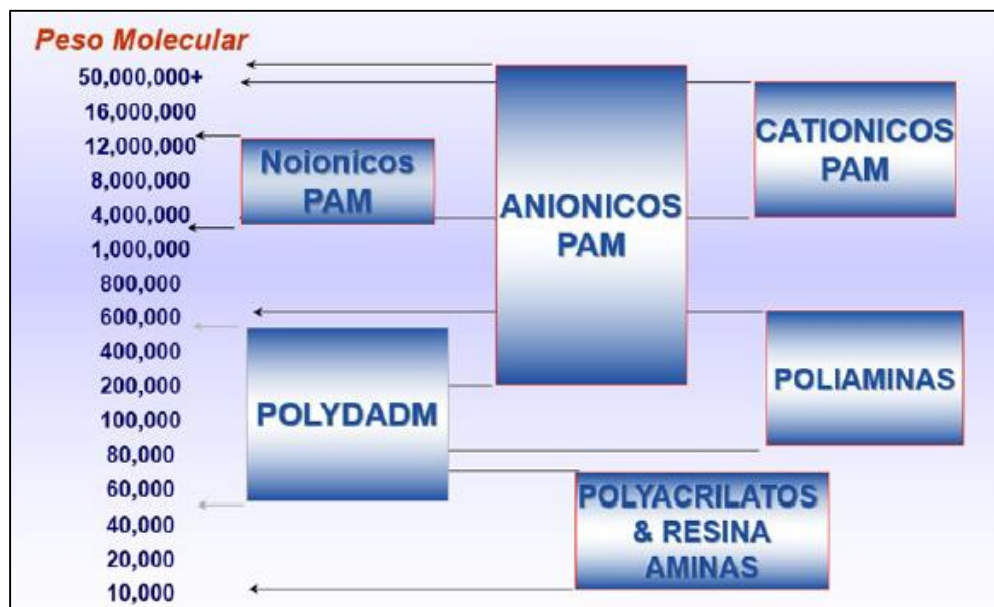 Peso Molecular
50,000,000+
16,000,000
12,000,000
8,000,000
4,000,000
1,000,000
800,000
600,000
400,000
200,000
100,000
80,000
60,000
40,000
20,000
10,000
Noionicos
PAM
ANIONICOS
PAM
CATIONICOS
PAM
POLYDADM
POLIAMINAS
POLYACRILATOS
& RESINA
AMINAS